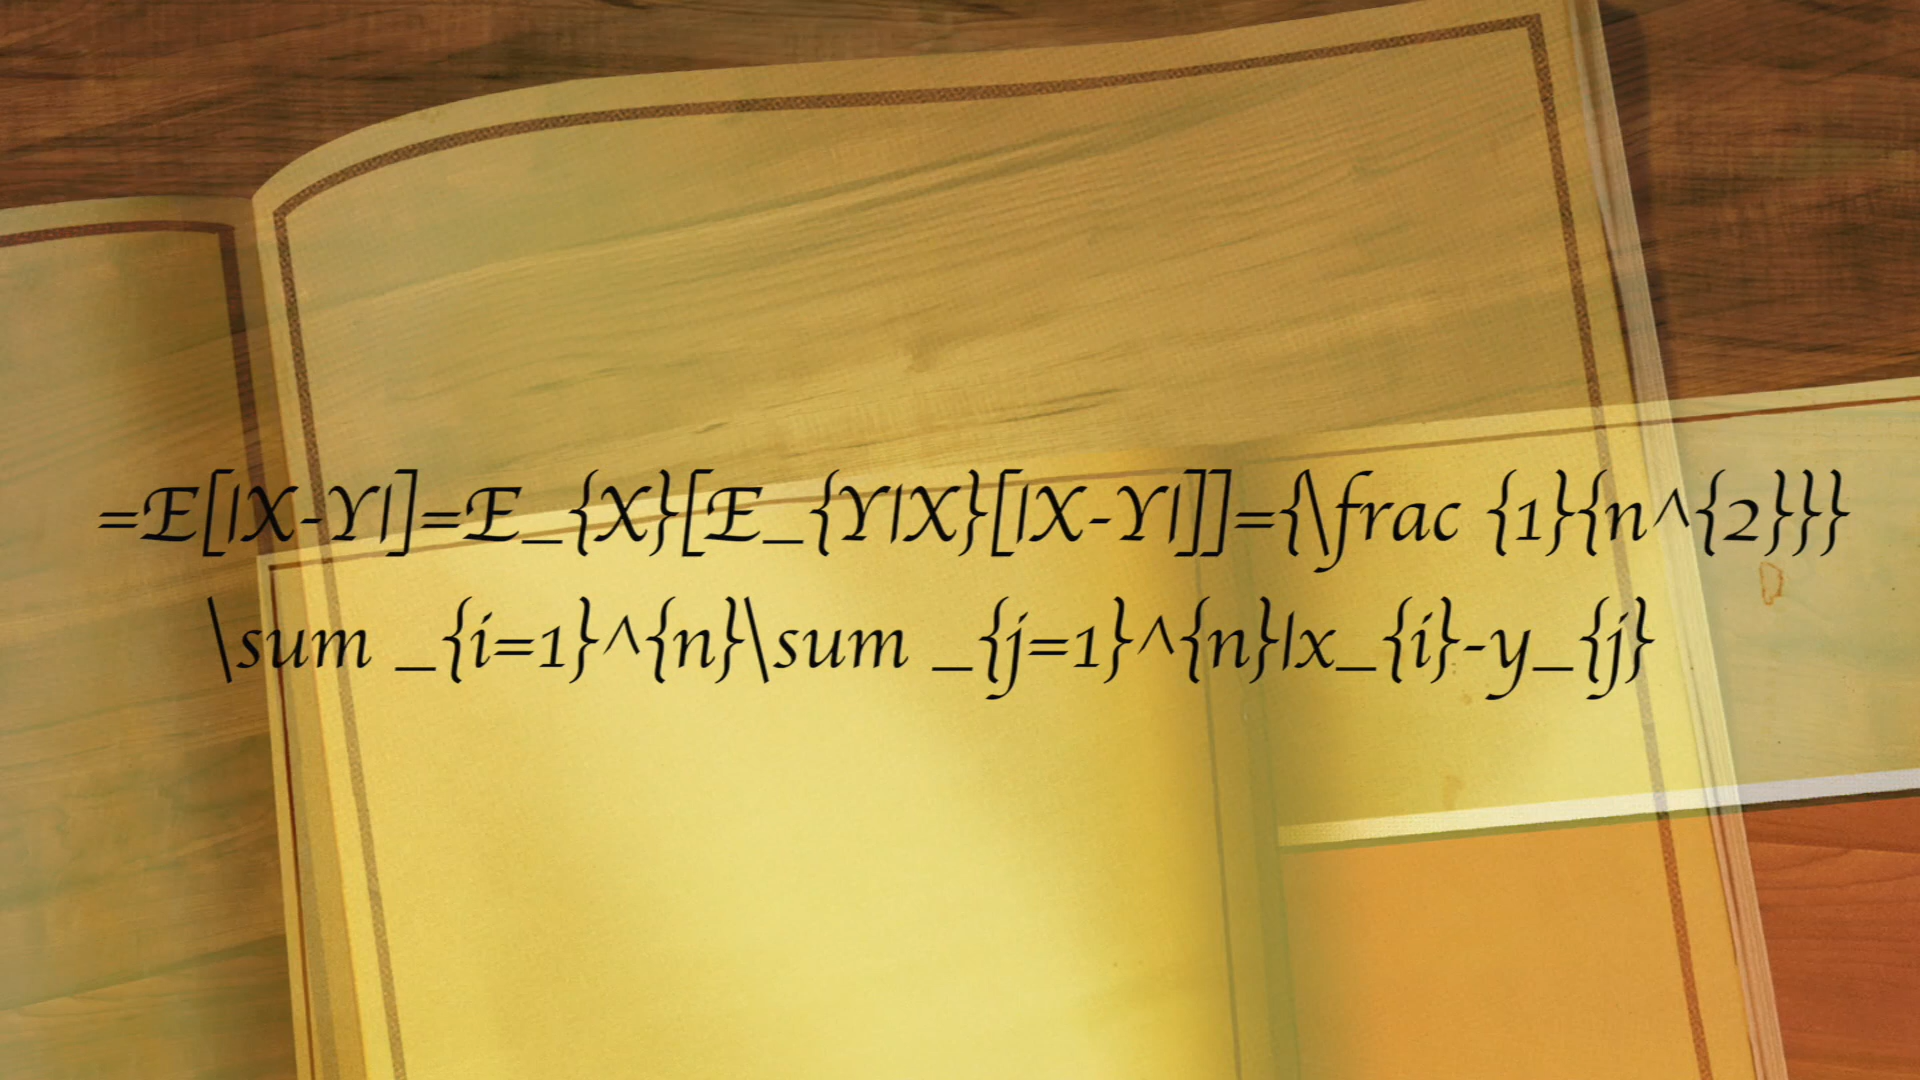 =E[|X-Y|]=E_{X}[E_{Y|X}[|X-Y|]]={\frac {1}{n^{2}}}
\sum _{i=1}^{n}\sum _{j=1}^{n}|x_{i}-y_{j}